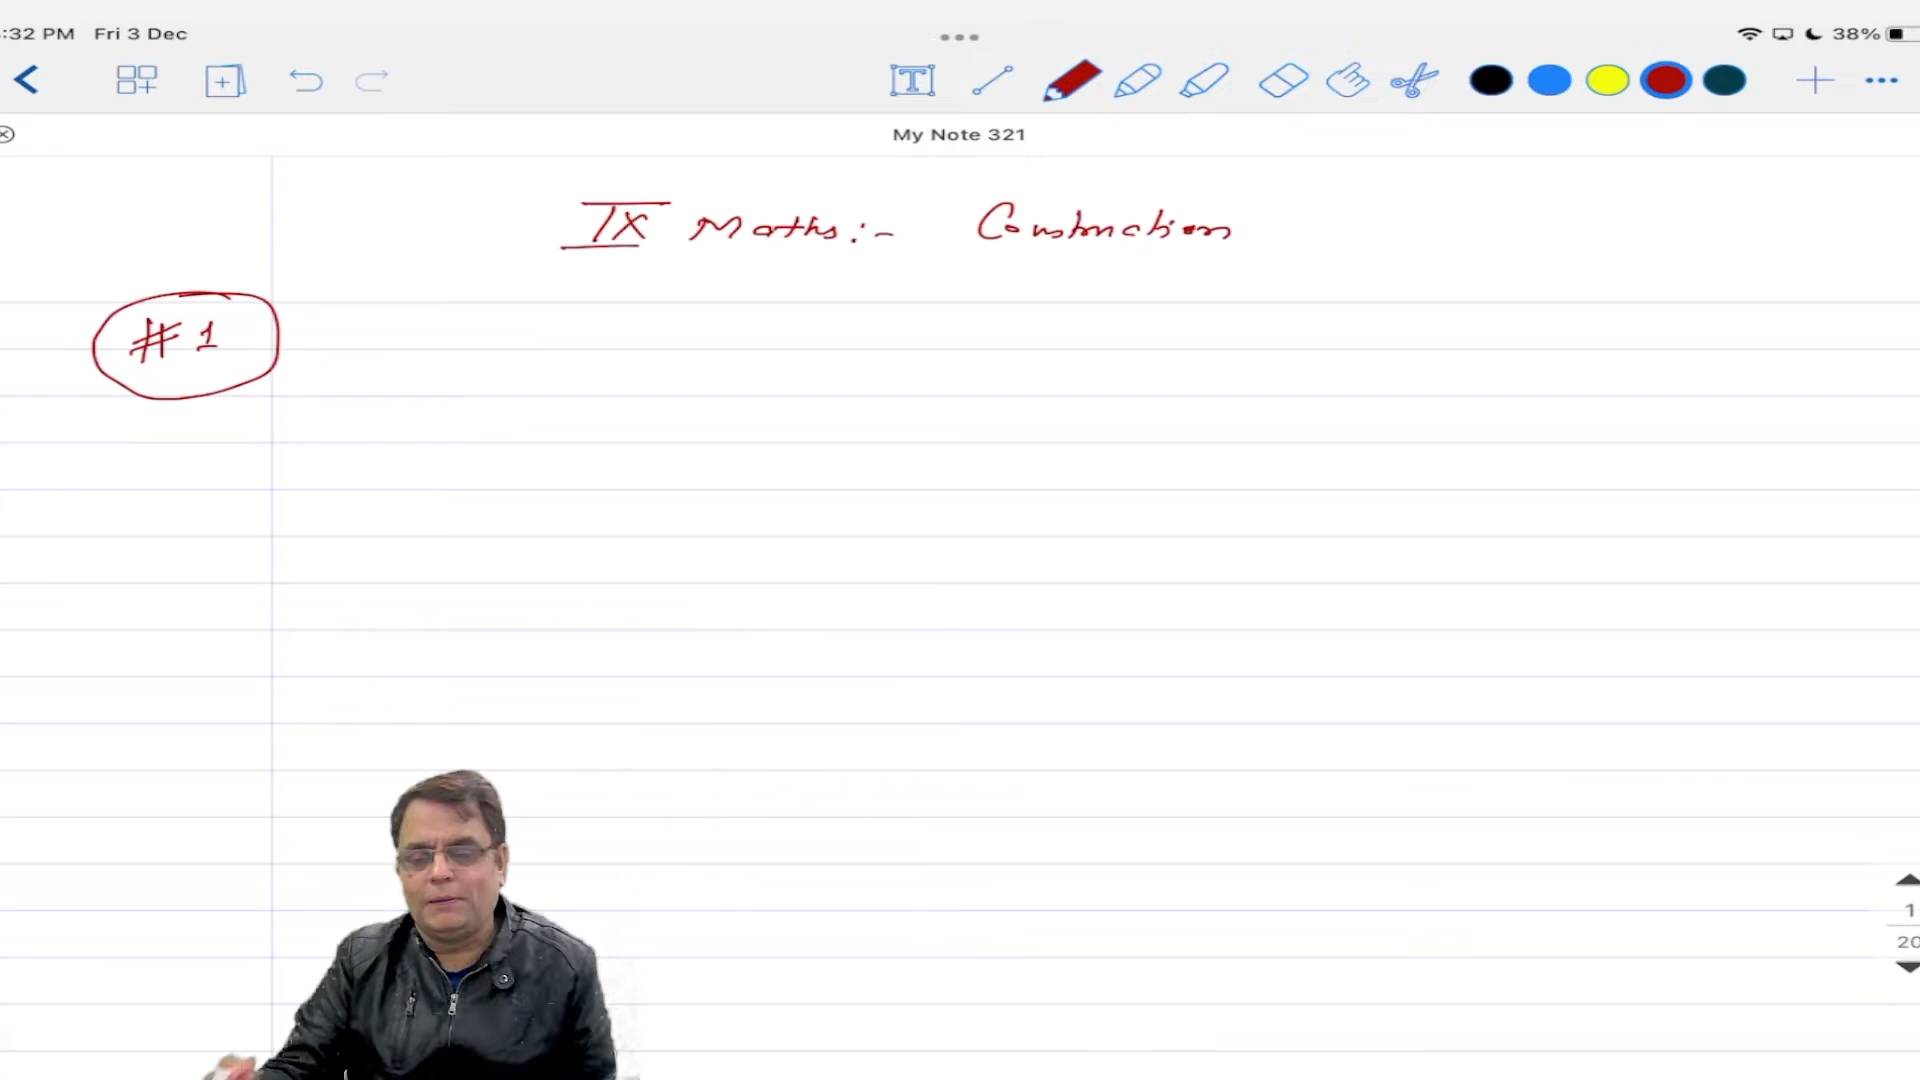 :32 PM Fri 3 Dec
38%
T
My Note 321
IX Maths:- Construction
#1
1
20